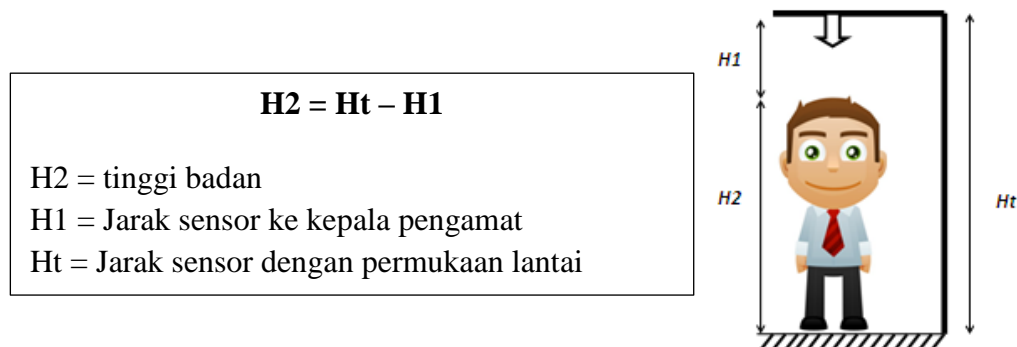 H2 = Ht – H1
H2 = tinggi badan
H1 = Jarak sensor ke kepala pengamat
Ht = Jarak sensor dengan permukaan lantai
H1
H2
Ht